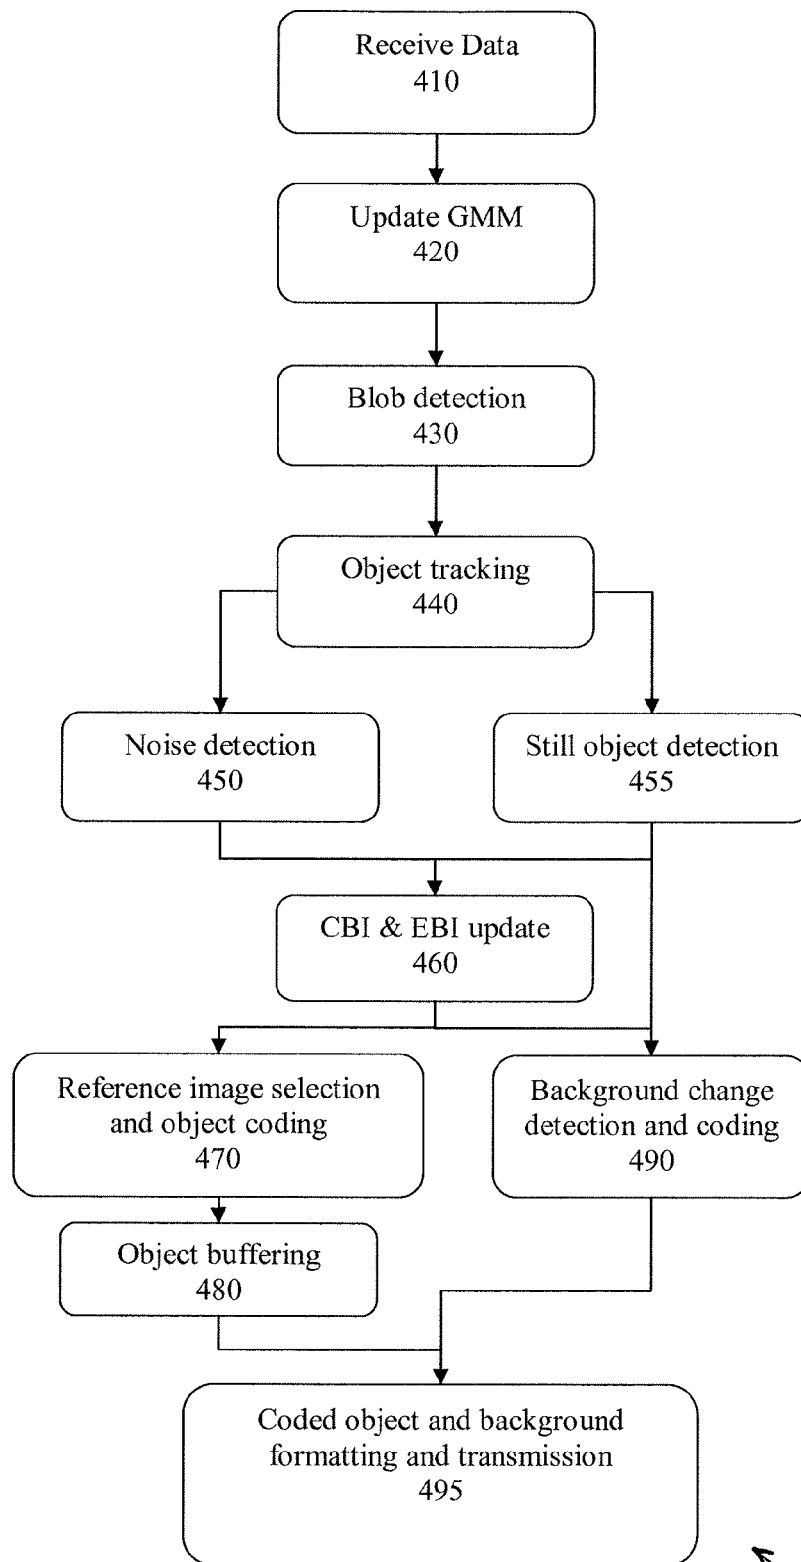 Receive Data
410
Update GMM
420
Blob detection
430
Object tracking
440
Noise detection
450
Still object detection
455
CBI & EBI update
460
Reference image selection
and object coding
470
Background change
detection and coding
490
Object buffering
480
Coded object and background
formatting and transmission
495